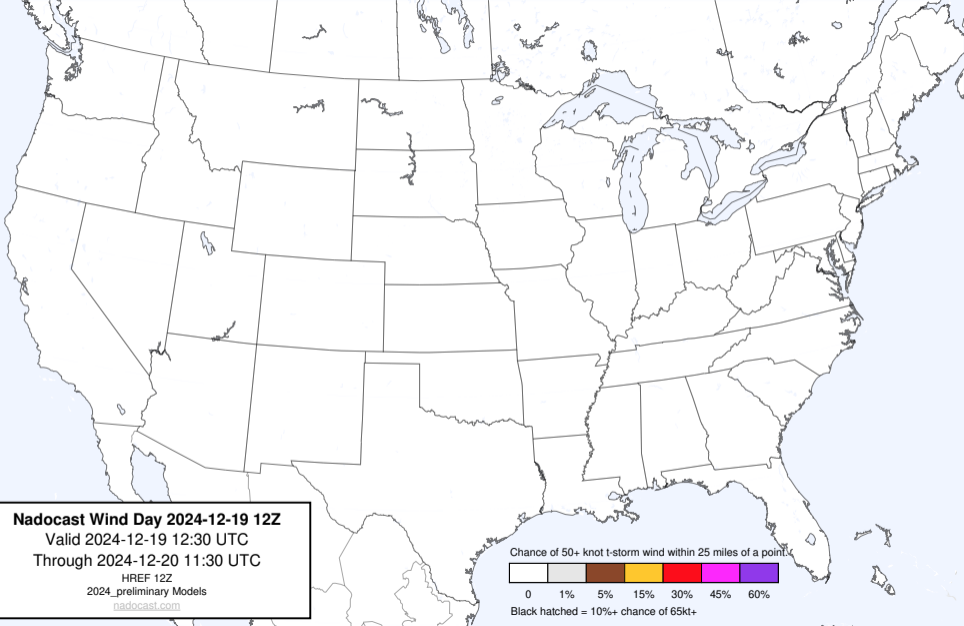 Nadocast Wind Day 2024-12-19 12Z
Valid 2024-12-19 12:30 UTC
Through 2024-12-20 11:30 UTC
HREF 12Z
2024_preliminary Models
nadocast.com
Chance of 50+ knot t-storm wind within 25 miles of a point.
0 1% 5% 15% 30% 45% 60%
Black hatched = 10%+ chance of 65kt+